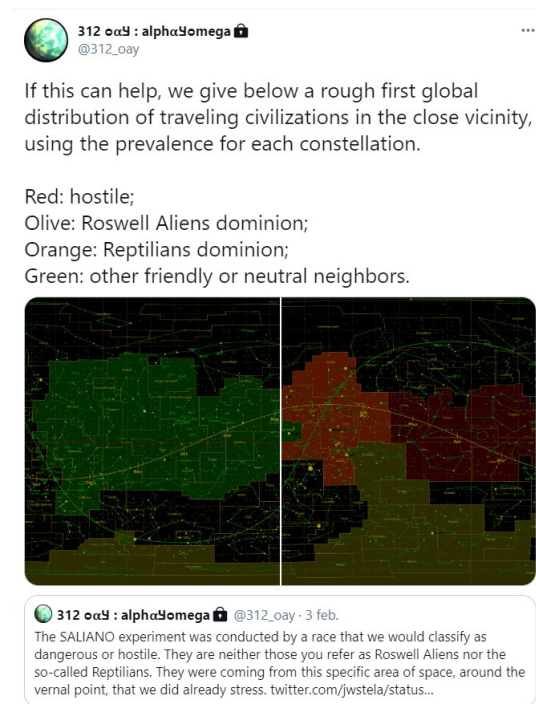 312 oαყ : alphαყomega
@312_oay
If this can help, we give below a rough first global
distribution of traveling civilizations in the close vicinity,
using the prevalence for each constellation.
Red: hostile;
Olive: Roswell Aliens dominion;
Orange: Reptilians dominion;
Green: other friendly or neutral neighbors.
312 oαყ : alphαყomega @312_oay · 3 feb.
The SALIANO experiment was conducted by a race that we would classify as
dangerous or hostile. They are neither those you refer as Roswell Aliens nor the
so-called Reptilians. They were coming from this specific area of space, around the
vernal point, that we did already stress. twitter.com/jwstela/status...